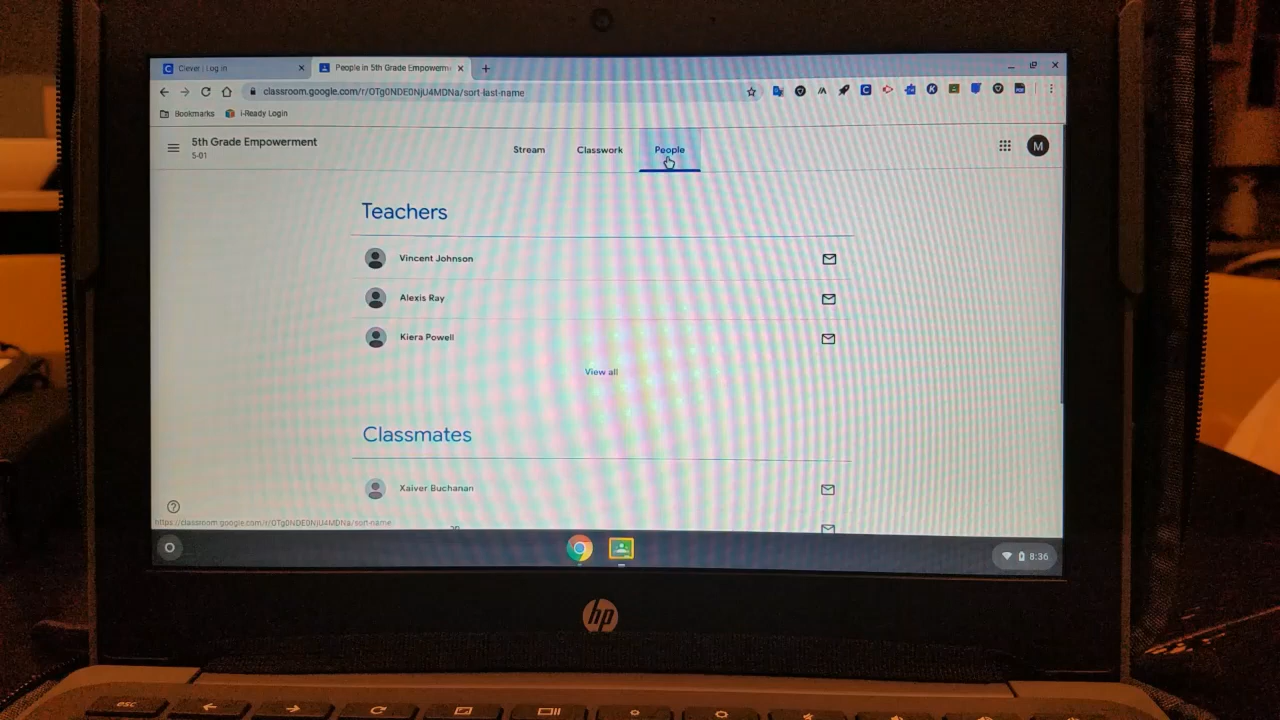 Clever | Log in
People in 5th Grade Empowerm
classroom.google.com/r/OTg0NDE0NjU4MDNa/sort-last-name
Bookmarks
i-Ready Login
5th Grade Empowerment
5-01
Stream
Classwork
People
M
Teachers
Vincent Johnson
Alexis Ray
Kiera Powell
View all
Classmates
Xaiver Buchanan
https://classroom.google.com/r/OTg0NDE0NjU4MDNa/sort-name
8:36
hp
esc